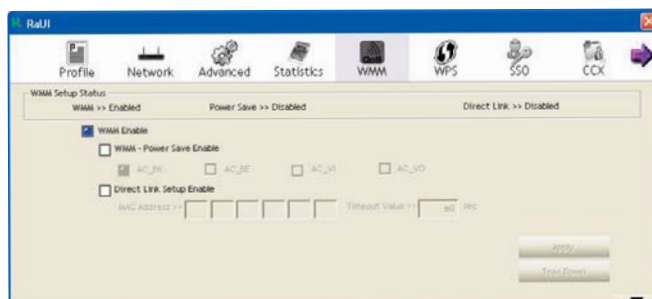 RaUI
Profile Network Advanced Statistics WMM WPS SSO CCX
QoS
WMM Setup Status
WMM >> Enabled Power Save >> Disabled Direct Link >> Disabled
WMM Enable
WMM - Power Save Enable
AC_BK AC_BE AC_VI AC_VO
Direct Link Setup Enable
MAC Address >> Timeout Value >> 60 sec
Apply
Tear Down